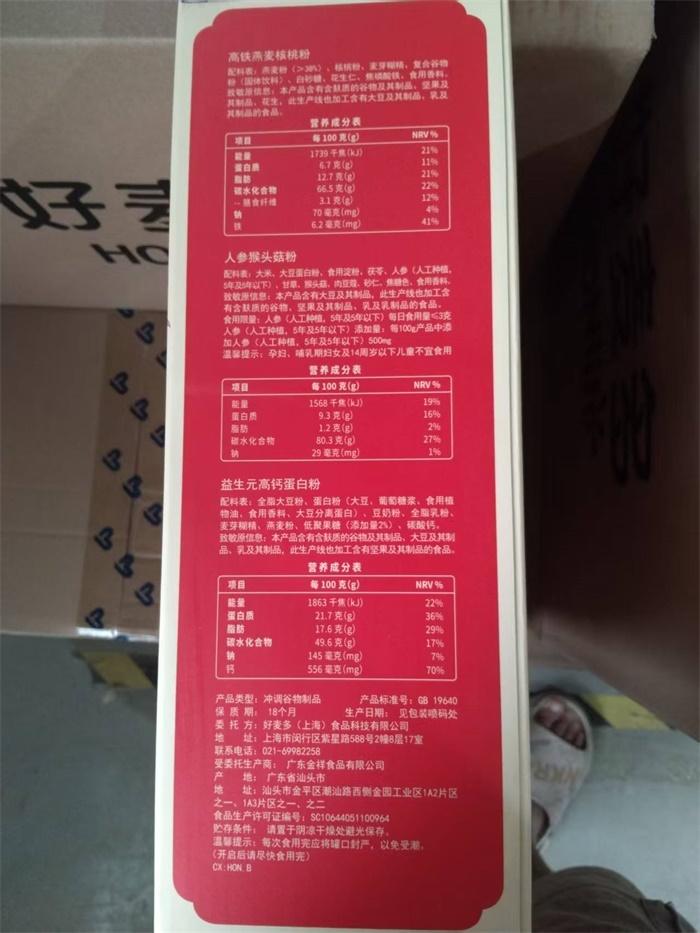 高铁燕麦核桃粉
配料表：燕麦粉（>30%）、核桃粉、麦芽糊精、复合谷物
粉（固体饮料）、白砂糖、花生仁、焦磷酸铁、食用香料。
致敏原信息：本产品含有含麸质的谷物及其制品、坚果及
其制品、花生，此生产线也加工含有大豆及其制品、乳及
其制品的食品。
营养成分表
项目 每100克(g) NRV%
能量 1739千焦(kJ) 21%
蛋白质 6.7克(g) 11%
脂肪 12.7克(g) 21%
碳水化合物 66.5克(g) 22%
--膳食纤维 3.1克(g) 12%
钠 70毫克(mg) 4%
铁 6.2毫克(mg) 41%
人参猴头菇粉
配料表：大米、大豆蛋白粉、食用淀粉、茯苓、人参（人工种植，
5年及5年以下）、甘草、猴头菇、肉豆蔻、砂仁、焦糖色、食用香料。
致敏原信息：本产品含有大豆及其制品，此生产线也加工含
有含麸质的谷物、坚果及其制品、乳及乳制品的食品。
食用限量：人参（人工种植，5年及5年以下）每日食用量≤3克
人参（人工种植，5年及5年以下）添加量：每100g产品中添
加人参（人工种植，5年及5年以下）500mg
温馨提示：孕妇、哺乳期妇女及14周岁以下儿童不宜食用
营养成分表
项目 每100克(g) NRV%
能量 1568千焦(kJ) 19%
蛋白质 9.3克(g) 16%
脂肪 1.2克(g) 2%
碳水化合物 80.3克(g) 27%
钠 29毫克(mg) 1%
益生元高钙蛋白粉
配料表：全脂大豆粉、蛋白粉（大豆、葡萄糖浆、食用植
物油、食用香料、大豆分离蛋白）、豆奶粉、全脂乳粉、
麦芽糊精、燕麦粉、低聚果糖（添加量2%）、碳酸钙。
致敏原信息：本产品含有含麸质的谷物及其制品、大豆及其制
品、乳及其制品，此生产线也加工含有坚果及其制品的食品。
营养成分表
项目 每100克(g) NRV%
能量 1863千焦(kJ) 22%
蛋白质 21.7克(g) 36%
脂肪 17.6克(g) 29%
碳水化合物 49.6克(g) 17%
钠 145毫克(mg) 7%
钙 556毫克(mg) 70%
产品类型：冲调谷物制品 产品标准号：GB 19640
保质期：18个月 生产日期：见包装喷码处
委托方：好麦多（上海）食品科技有限公司
地址：上海市闵行区紫星路588号2幢8层17室
联系电话：021-69982258
受委托生产商：广东金祥食品有限公司
产地：广东省汕头市
地址：汕头市金平区潮汕路西侧金园工业区1A2片区
之一、1A3片区之一、之二
食品生产许可证编号：SC10644051100964
贮存条件：请置于阴凉干燥处避光保存。
温馨提示：每次食用完应将罐口封严，以免受潮。
（开启后请尽快食用完）
CX:HON.B
好麦
HO